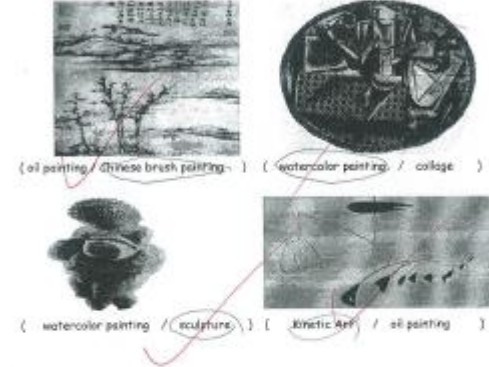 ( oil painting / Chinese brush painting ) ( watercolor painting / collage )
( watercolor painting / sculpture ) ( Kinetic Art / oil painting )